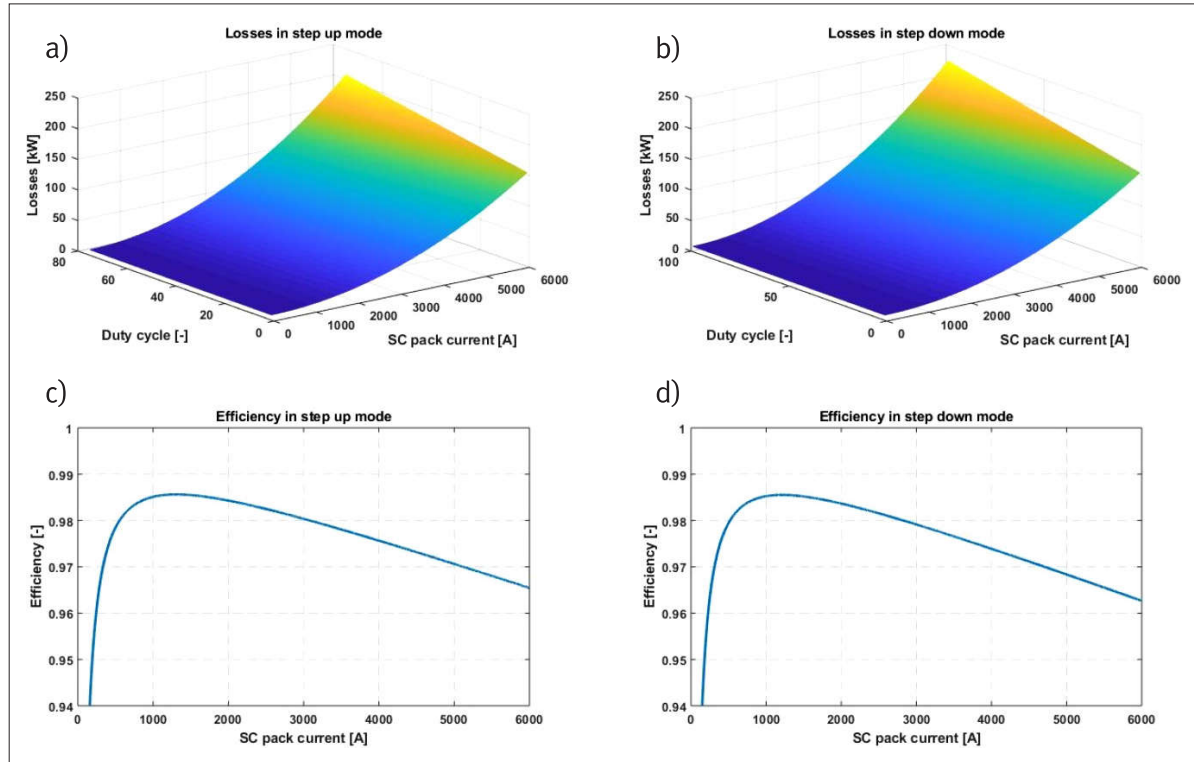 a)
Losses in step up mode
250
200
150
100
50
0
Losses [kW]
80
60
40
20
0
Duty cycle [-]
0
1000
2000
3000
4000
5000
6000
SC pack current [A]
b)
Losses in step down mode
250
200
150
100
50
0
Losses [kW]
100
50
0
Duty cycle [-]
0
1000
2000
3000
4000
5000
6000
SC pack current [A]
c)
Efficiency in step up mode
1
0.99
0.98
0.97
0.96
0.95
0.94
Efficiency [-]
0 1000 2000 3000 4000 5000 6000
SC pack current [A]
d)
Efficiency in step down mode
1
0.99
0.98
0.97
0.96
0.95
0.94
Efficiency [-]
0 1000 2000 3000 4000 5000 6000
SC pack current [A]